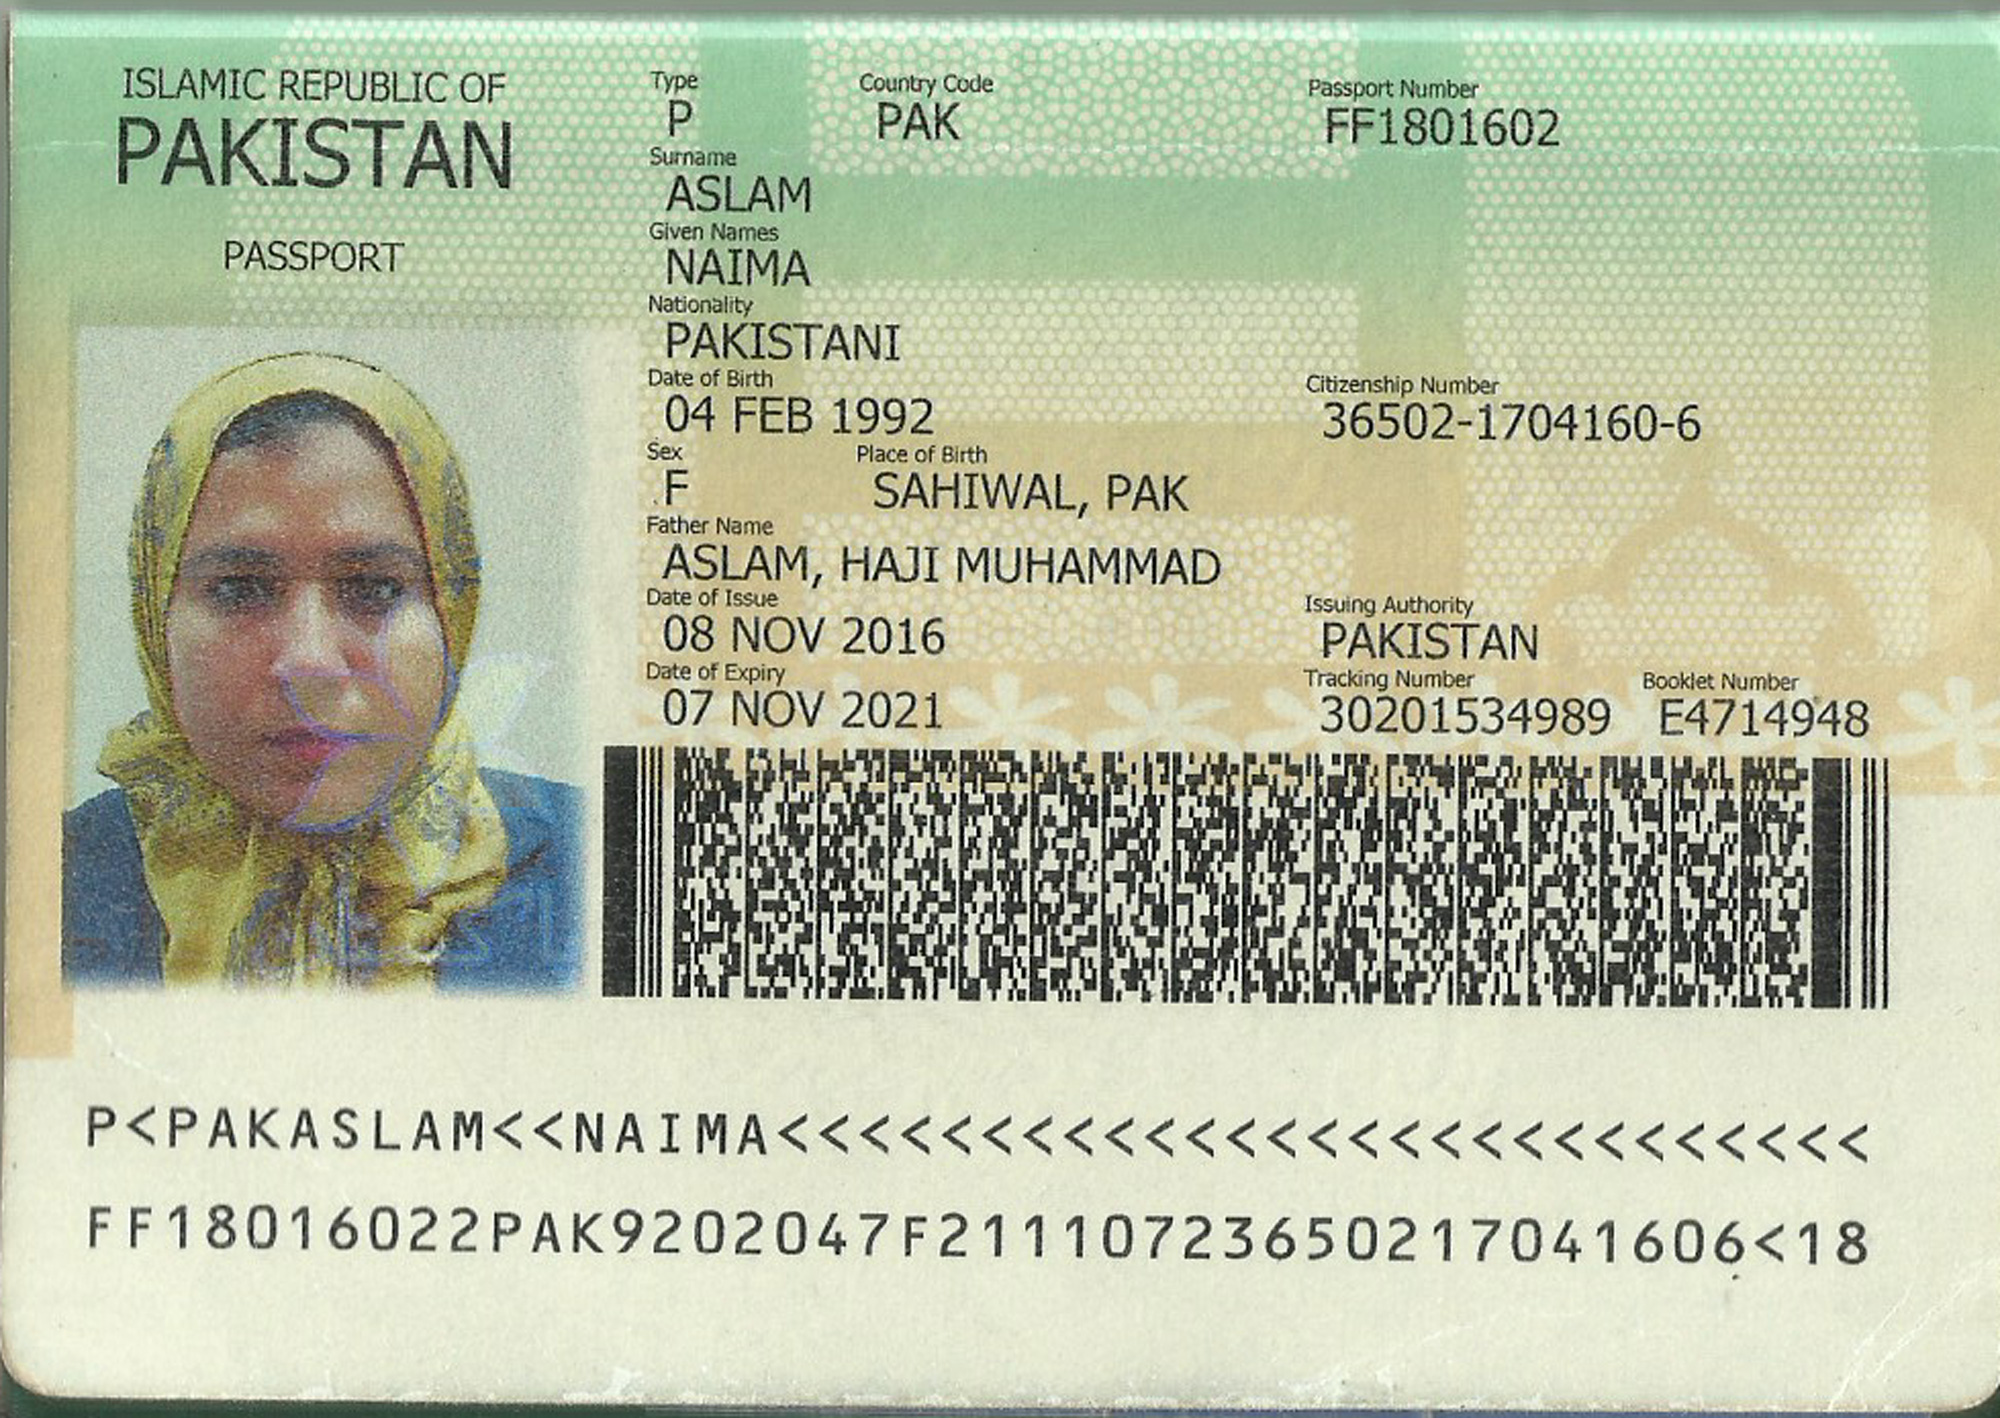 ISLAMIC REPUBLIC OF
PAKISTAN
PASSPORT
Type Country Code Passport Number
P PAK FF1801602
Surname
ASLAM
Given Names
NAIMA
Nationality
PAKISTANI
Date of Birth Citizenship Number
04 FEB 1992 36502-1704160-6
Sex Place of Birth
F SAHIWAL, PAK
Father Name
ASLAM, HAJI MUHAMMAD
Date of Issue Issuing Authority
08 NOV 2016 PAKISTAN
Date of Expiry Tracking Number Booklet Number
07 NOV 2021 30201534989 E4714948
P<PAKASLAM<<NAIMA<<<<<<<<<<<<<<<<<<<<<<<<<<<
FF18016022PAK9202047F21110723650217041606<18